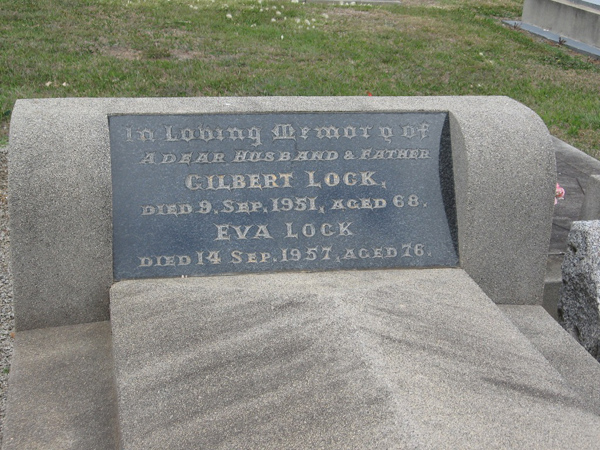 In Loving Memory of
A DEAR HUSBAND & FATHER
GILBERT LOCK,
DIED 9, SEP. 1951, AGED 68.
EVA LOCK
DIED 14 SEP. 1957, AGED 76.